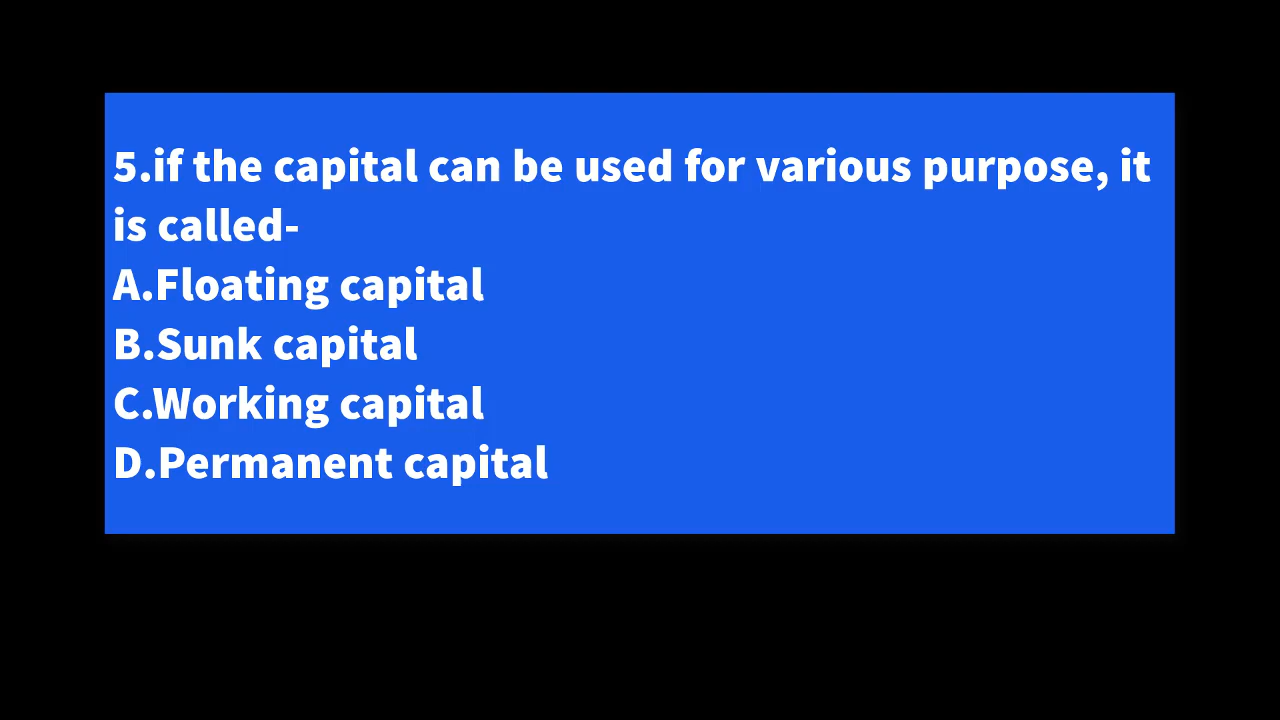 5.if the capital can be used for various purpose, it
is called-
A.Floating capital
B.Sunk capital
C.Working capital
D.Permanent capital